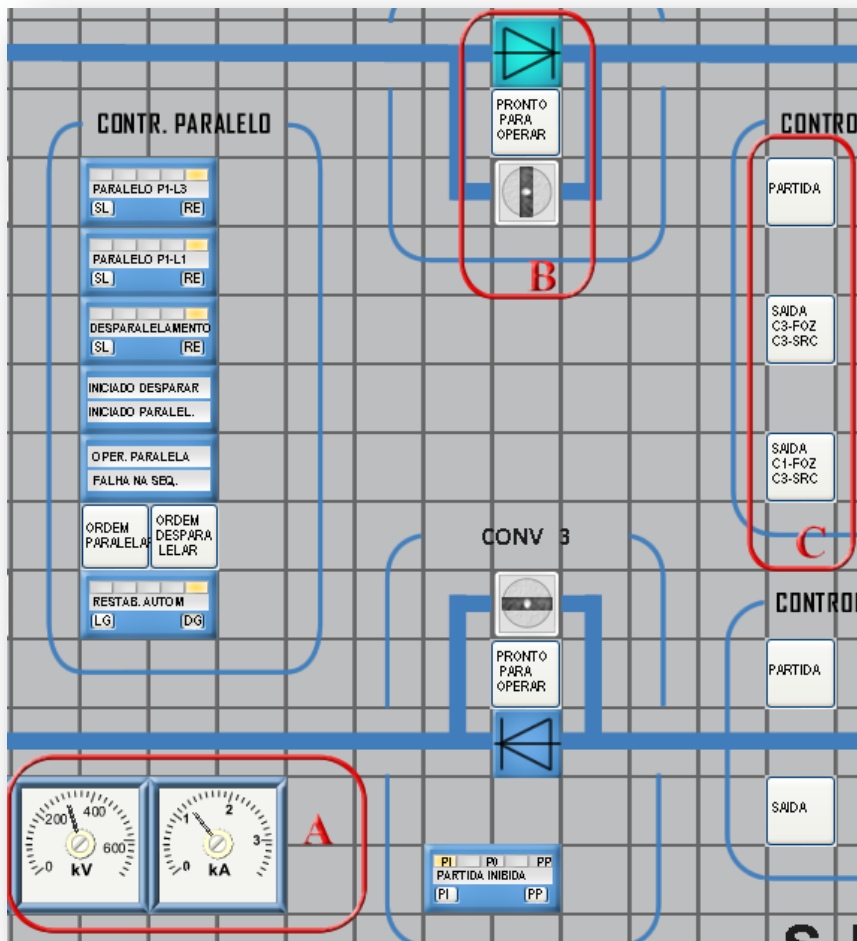 PRONTO
PARA
OPERAR
B
CONTR. PARALELO
PARALELO P1-L3
(SL) (RE)
PARALELO P1-L1
(SL) (RE)
DESPARALELAMENTO
(SL) (RE)
INICIADO DESPARAR
INICIADO PARALEL.
OPER. PARALELA
FALHA NA SEQ.
ORDEM
PARALELAR
ORDEM
DESPARA
LELAR
RESTAB. AUTOM
(LG) (DG)
CONTRO
PARTIDA
SAIDA
C3-FOZ
C3-SRC
SAIDA
C1-FOZ
C3-SRC
C
CONV 3
PRONTO
PARA
OPERAR
CONTROL
PARTIDA
SAIDA
0 200 400 600
kV
0 1 2 3
kA
A
PI P0 PP
PARTIDA INIBIDA
(PI) (PP)